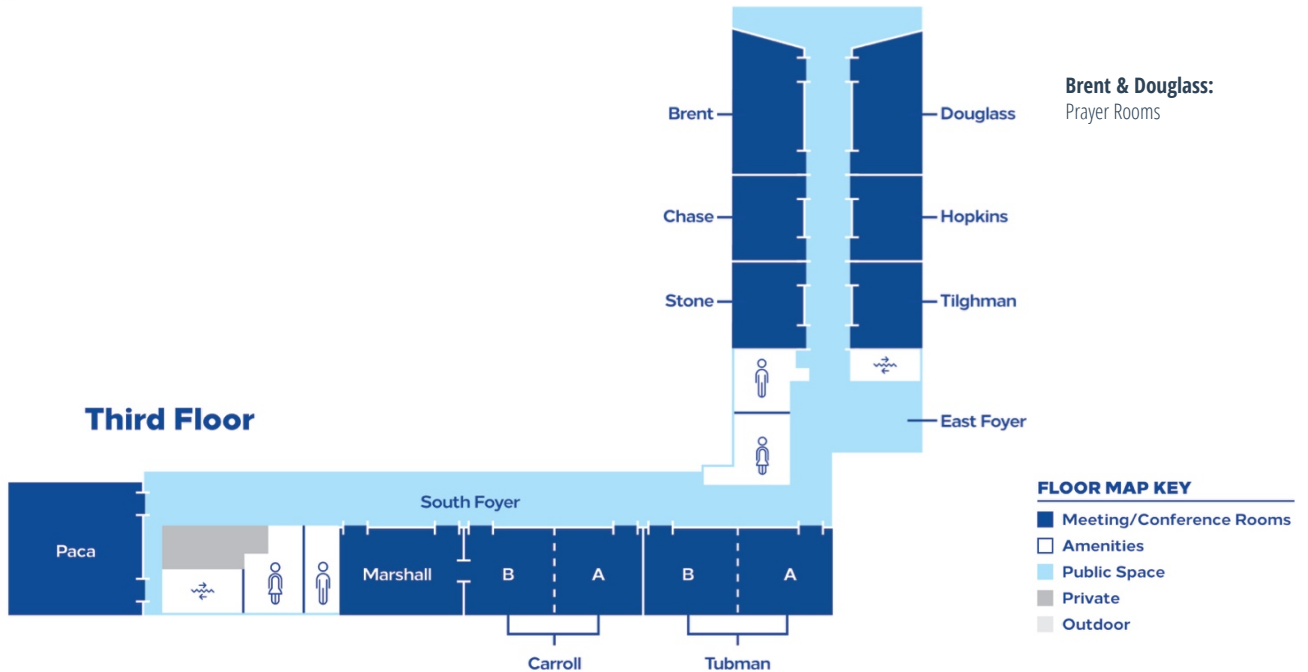 Brent
Douglass
Brent & Douglass:
Prayer Rooms
Chase
Hopkins
Stone
Tilghman
Third Floor
East Foyer
South Foyer
Paca
Marshall
B
A
B
A
Carroll
Tubman
FLOOR MAP KEY
Meeting/Conference Rooms
Amenities
Public Space
Private
Outdoor